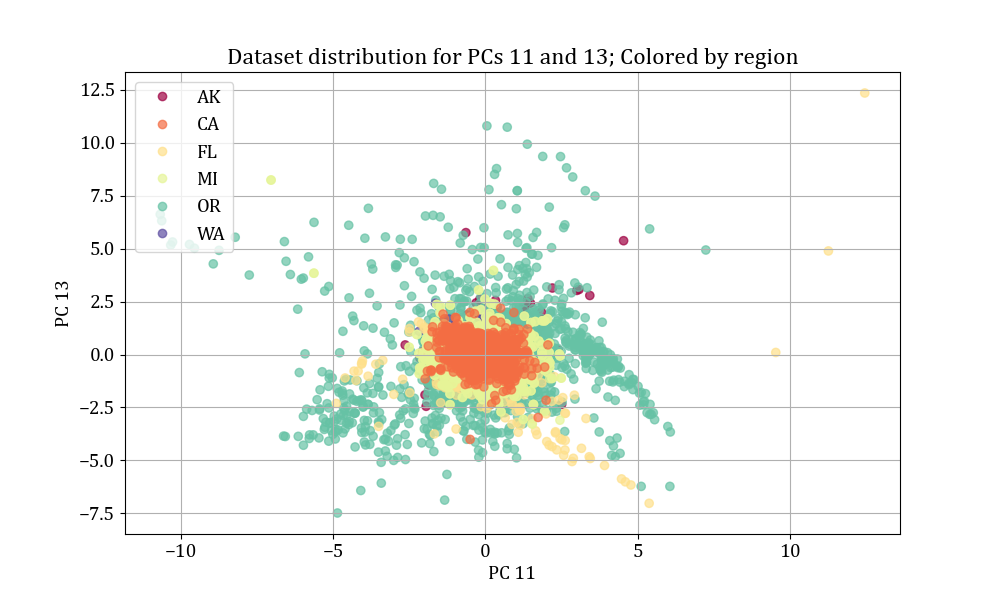 Dataset distribution for PCs 11 and 13; Colored by region
12.5
10.0
7.5
5.0
2.5
0.0
−2.5
−5.0
−7.5
PC 13
AK
CA
FL
MI
OR
WA
−10
−5
0
5
10
PC 11